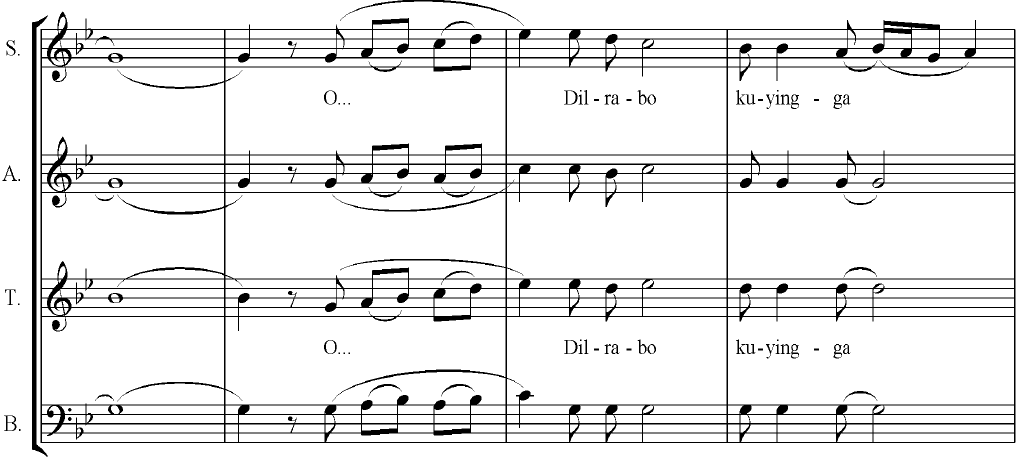 S.
O... Dil - ra - bo ku - ying - ga
A.
T.
O... Dil - ra - bo ku - ying - ga
B.